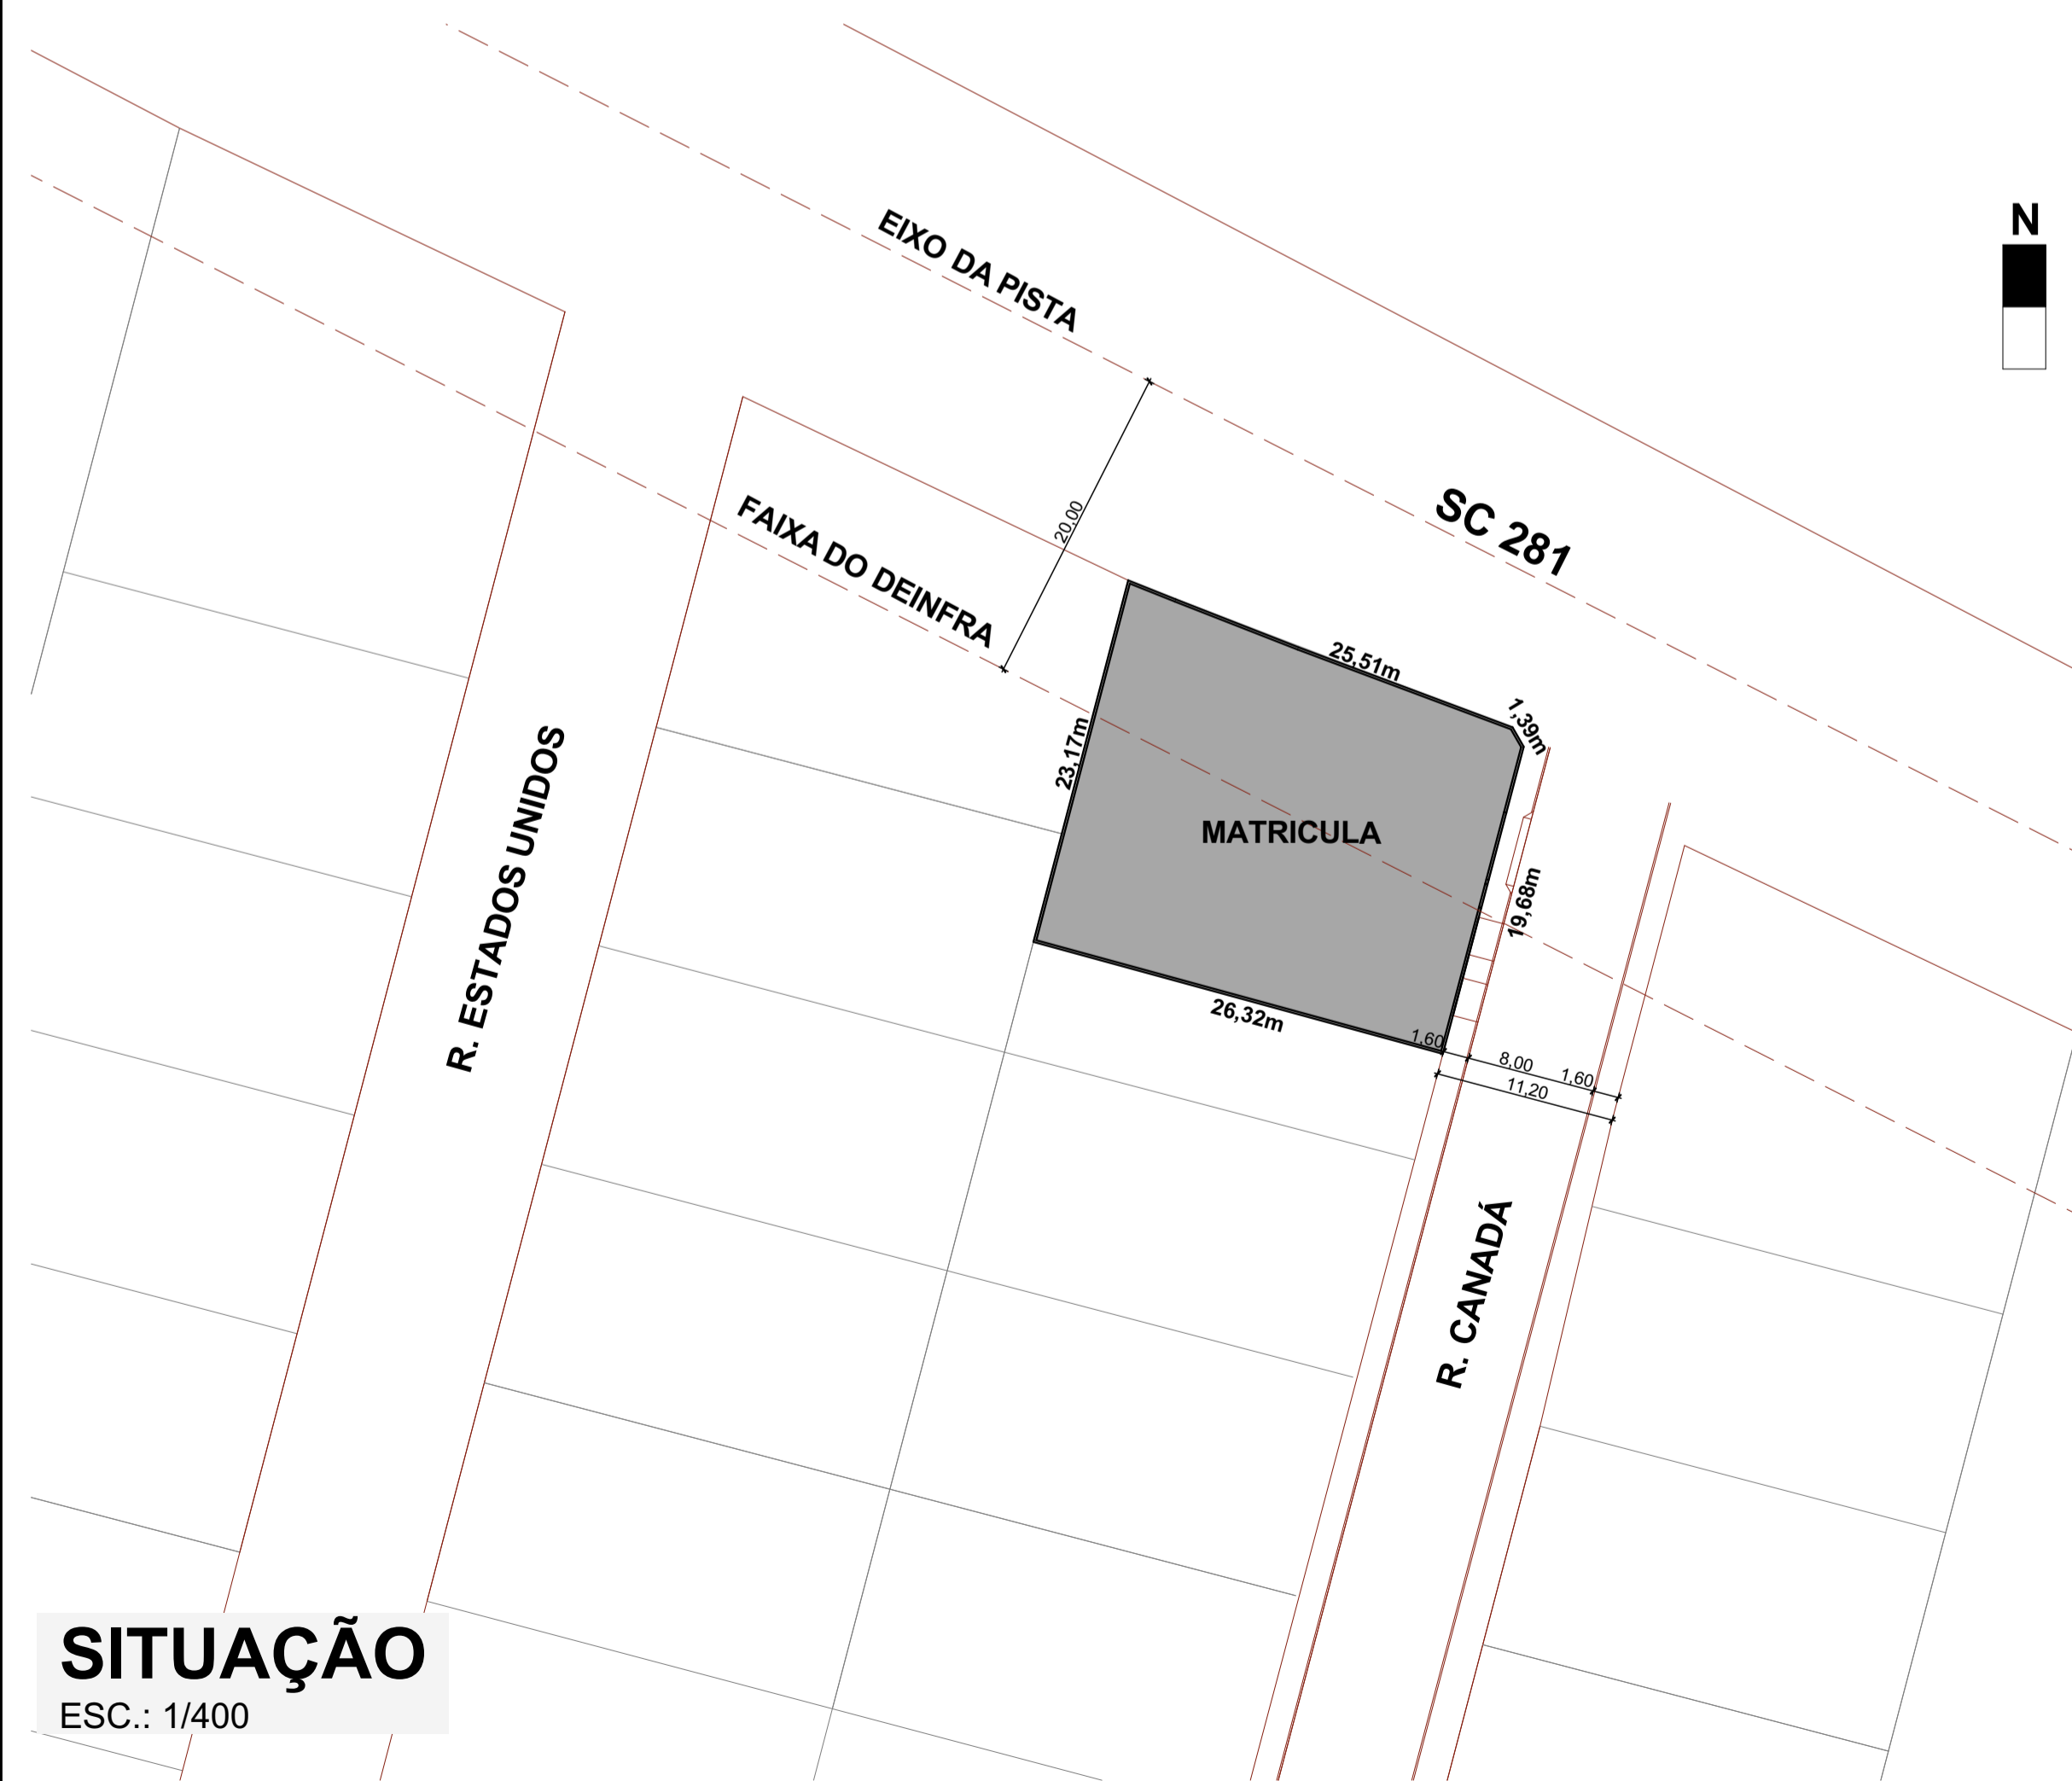 N
EIXO DA PISTA
SC 281
20,00
FAIXA DO DEINFRA
25,51m
1,39m
23,17m
MATRICULA
19,68m
R. ESTADOS UNIDOS
26,32m
1,60
8,00
1,60
11,20
R. CANADÁ
SITUAÇÃO
ESC.: 1/400